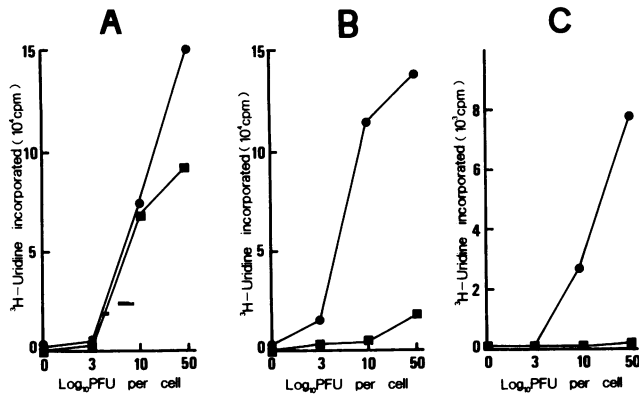 A
B
C
³H-Uridine incorporated (10⁴cpm)
15
10
5
0
0 3 10 50
Log₁₀PFU per cell
³H-Uridine incorporated (10⁴cpm)
15
10
5
0
0 3 10 50
Log₁₀PFU per cell
³H-Uridine incorporated (10³cpm)
8
6
4
2
0
0 3 10 50
Log₁₀PFU per cell